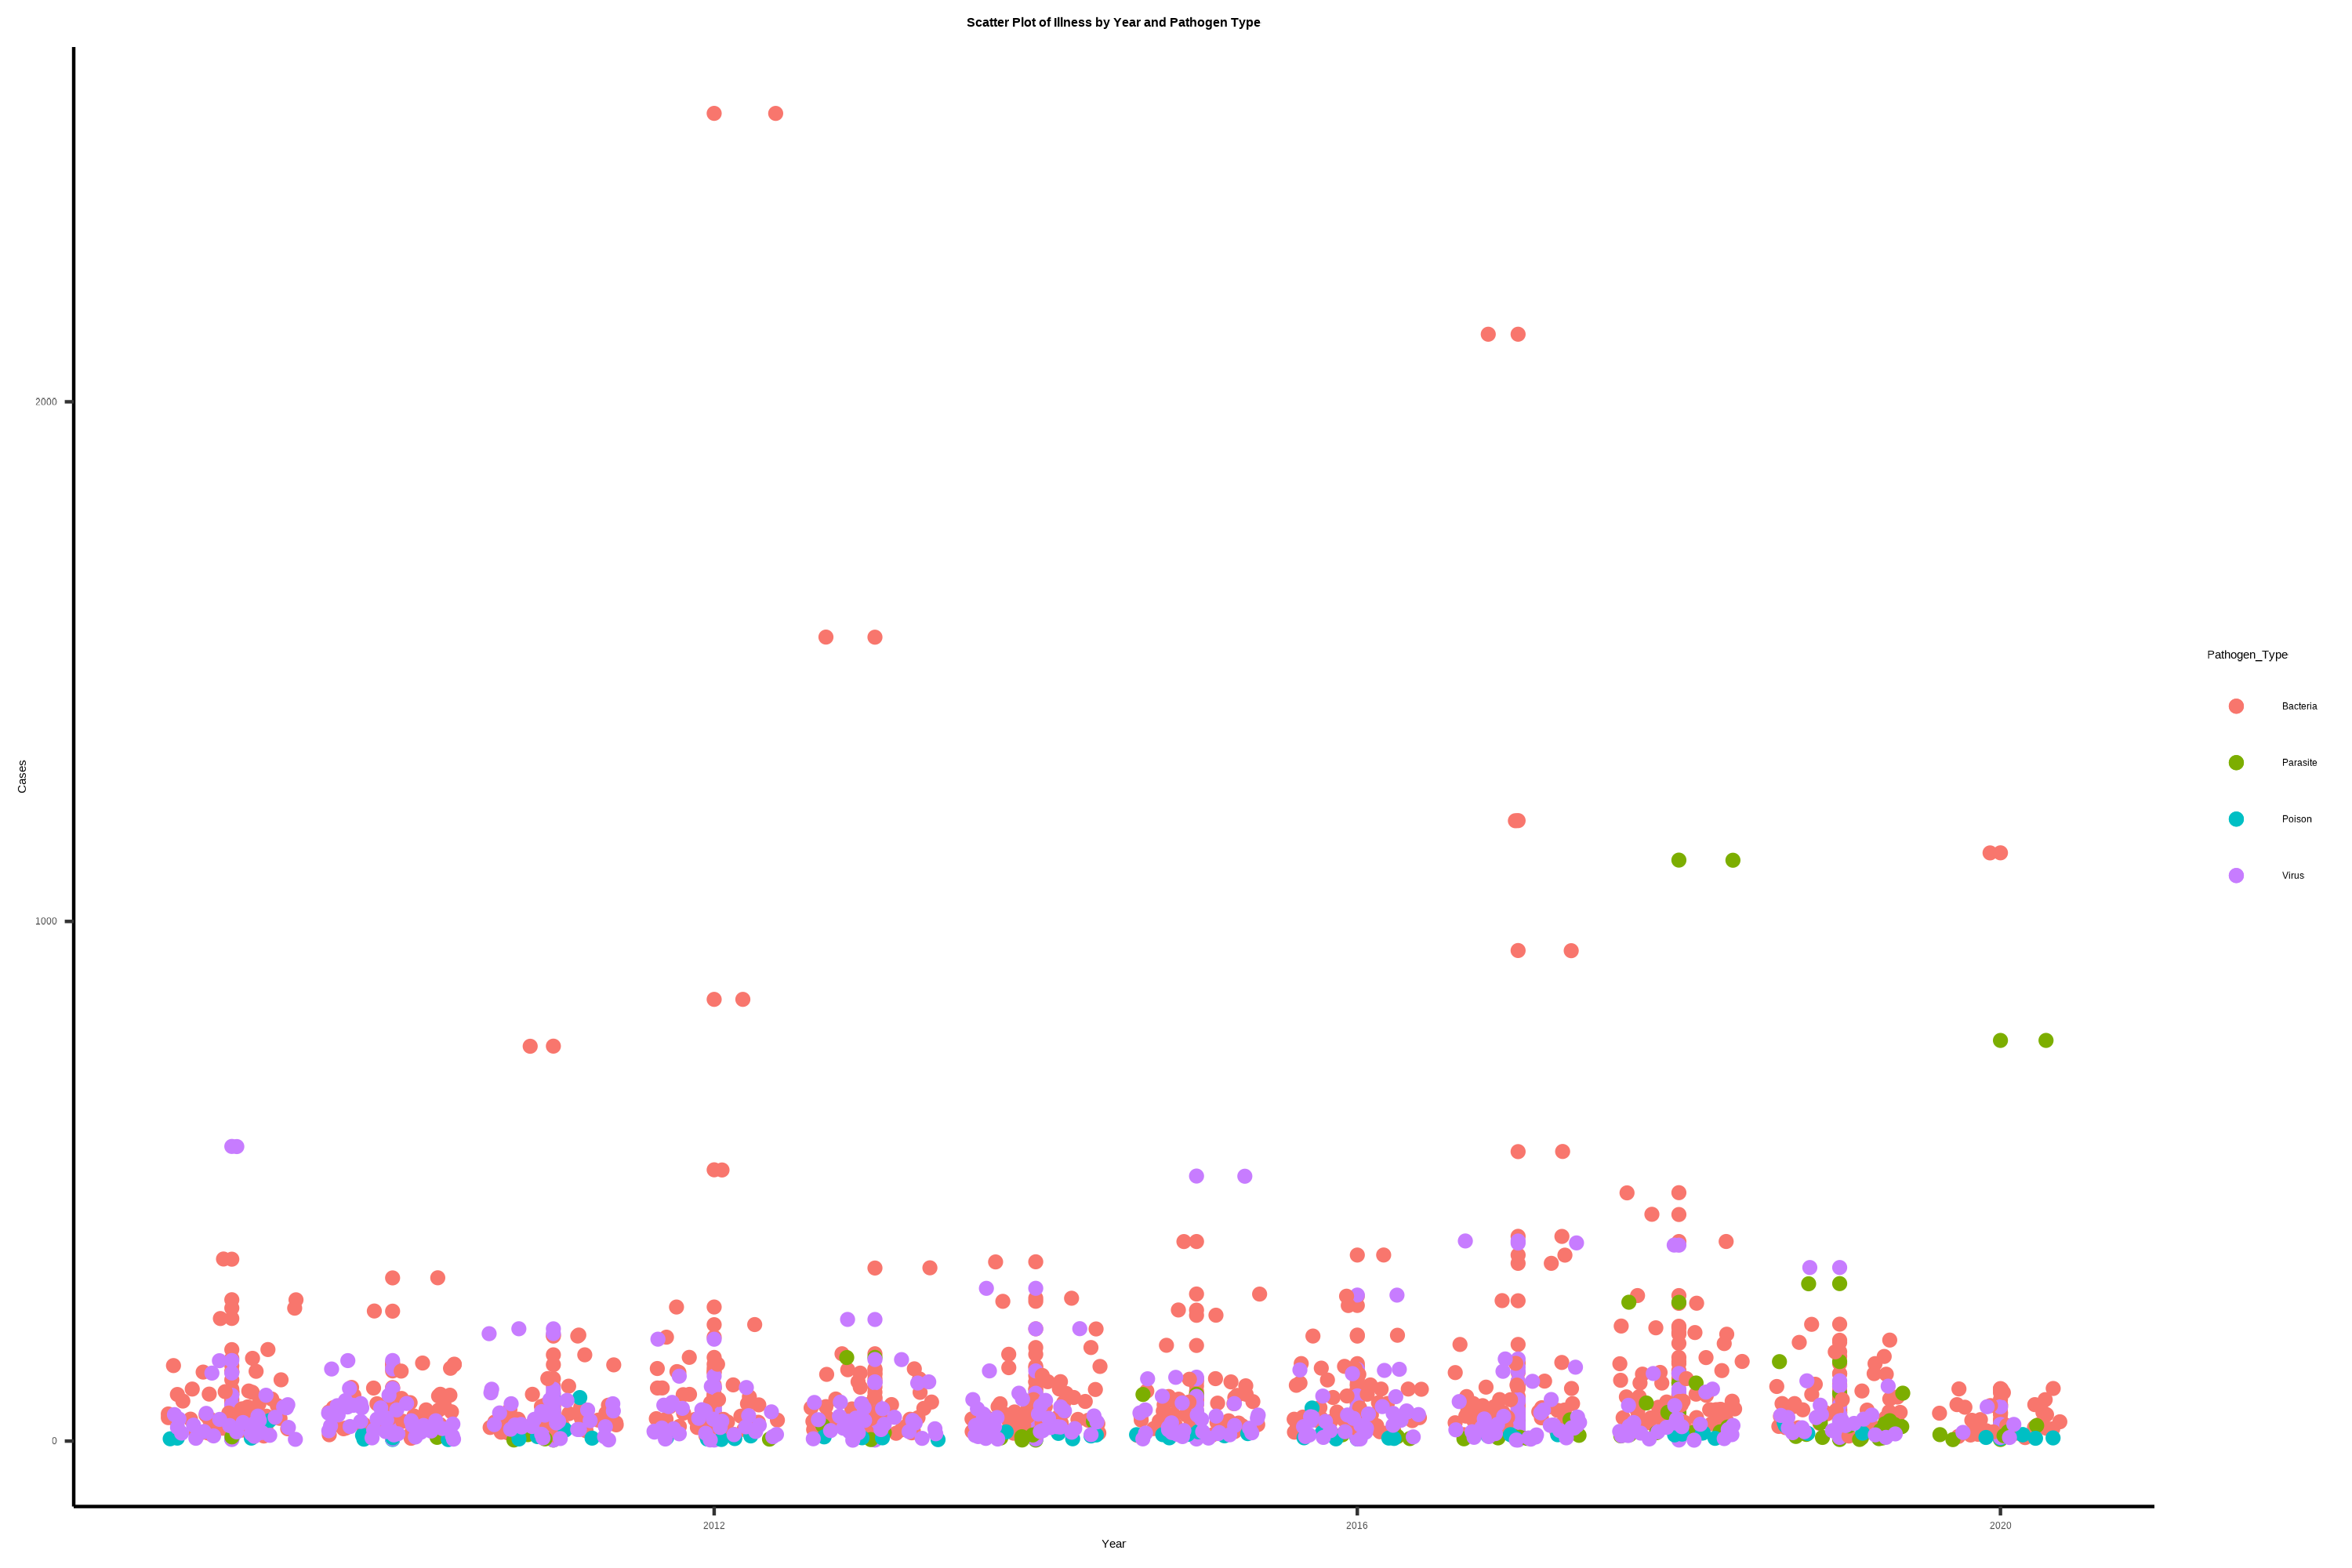 Scatter Plot of Illness by Year and Pathogen Type
Cases
2000
1000
0
2012
2016
2020
Year
Pathogen_Type
Bacteria
Parasite
Poison
Virus